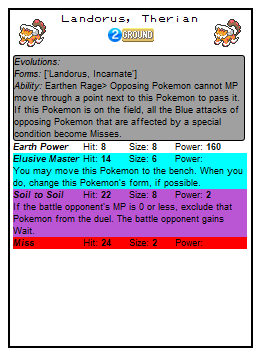 Landorus, Therian
2 GROUND
Evolutions:
Forms: ['Landorus, Incarnate']
Ability: Earthen Rage> Opposing Pokemon cannot MP
move through a point next to this Pokemon to pass it.
If this Pokemon is on the field, all the Blue attacks of
opposing Pokemon that are affected by a special
condition become Misses.
Earth Power Hit: 8 Size: 8 Power: 160
Elusive Master Hit: 14 Size: 6 Power:
You may move this Pokemon to the bench. When you
do, change this Pokemon's form, if possible.
Soil to Soil Hit: 22 Size: 8 Power: 2
If the battle opponent's MP is 0 or less, exclude that
Pokemon from the duel. The battle opponent gains
Wait.
Miss Hit: 24 Size: 2 Power: